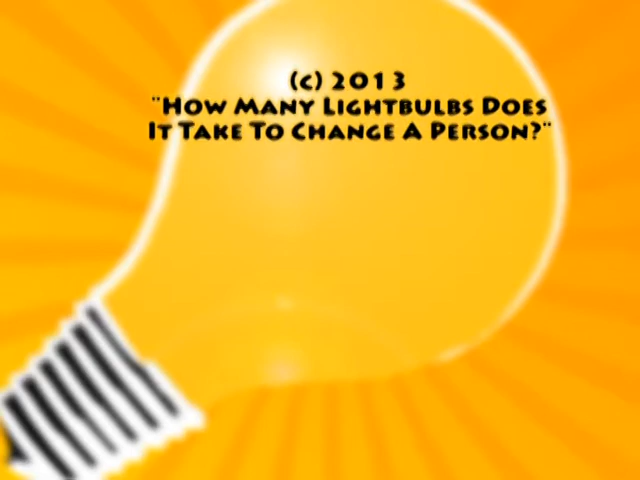 (c) 2013
"How Many Lightbulbs Does
It Take To Change A Person?"